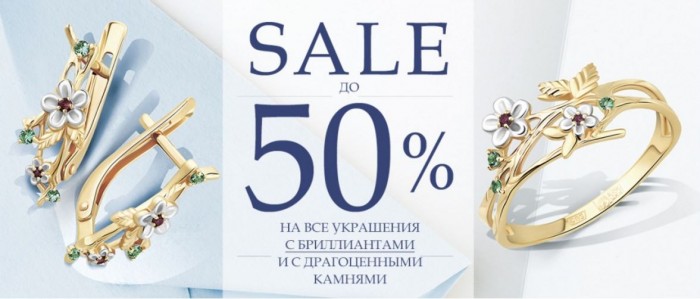 SALE
ДО
50%
НА ВСЕ УКРАШЕНИЯ
С БРИЛЛИАНТАМИ
И С ДРАГОЦЕННЫМИ
КАМНЯМИ